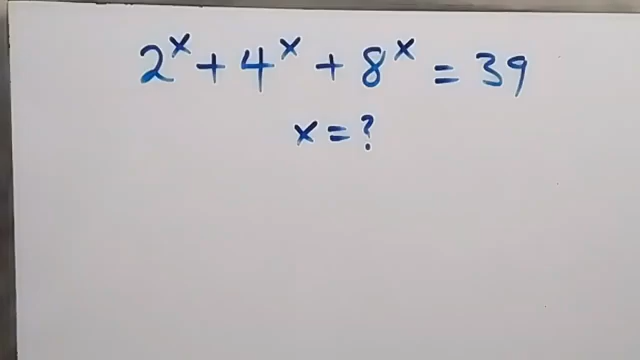 2^x + 4^x + 8^x = 39
x = ?